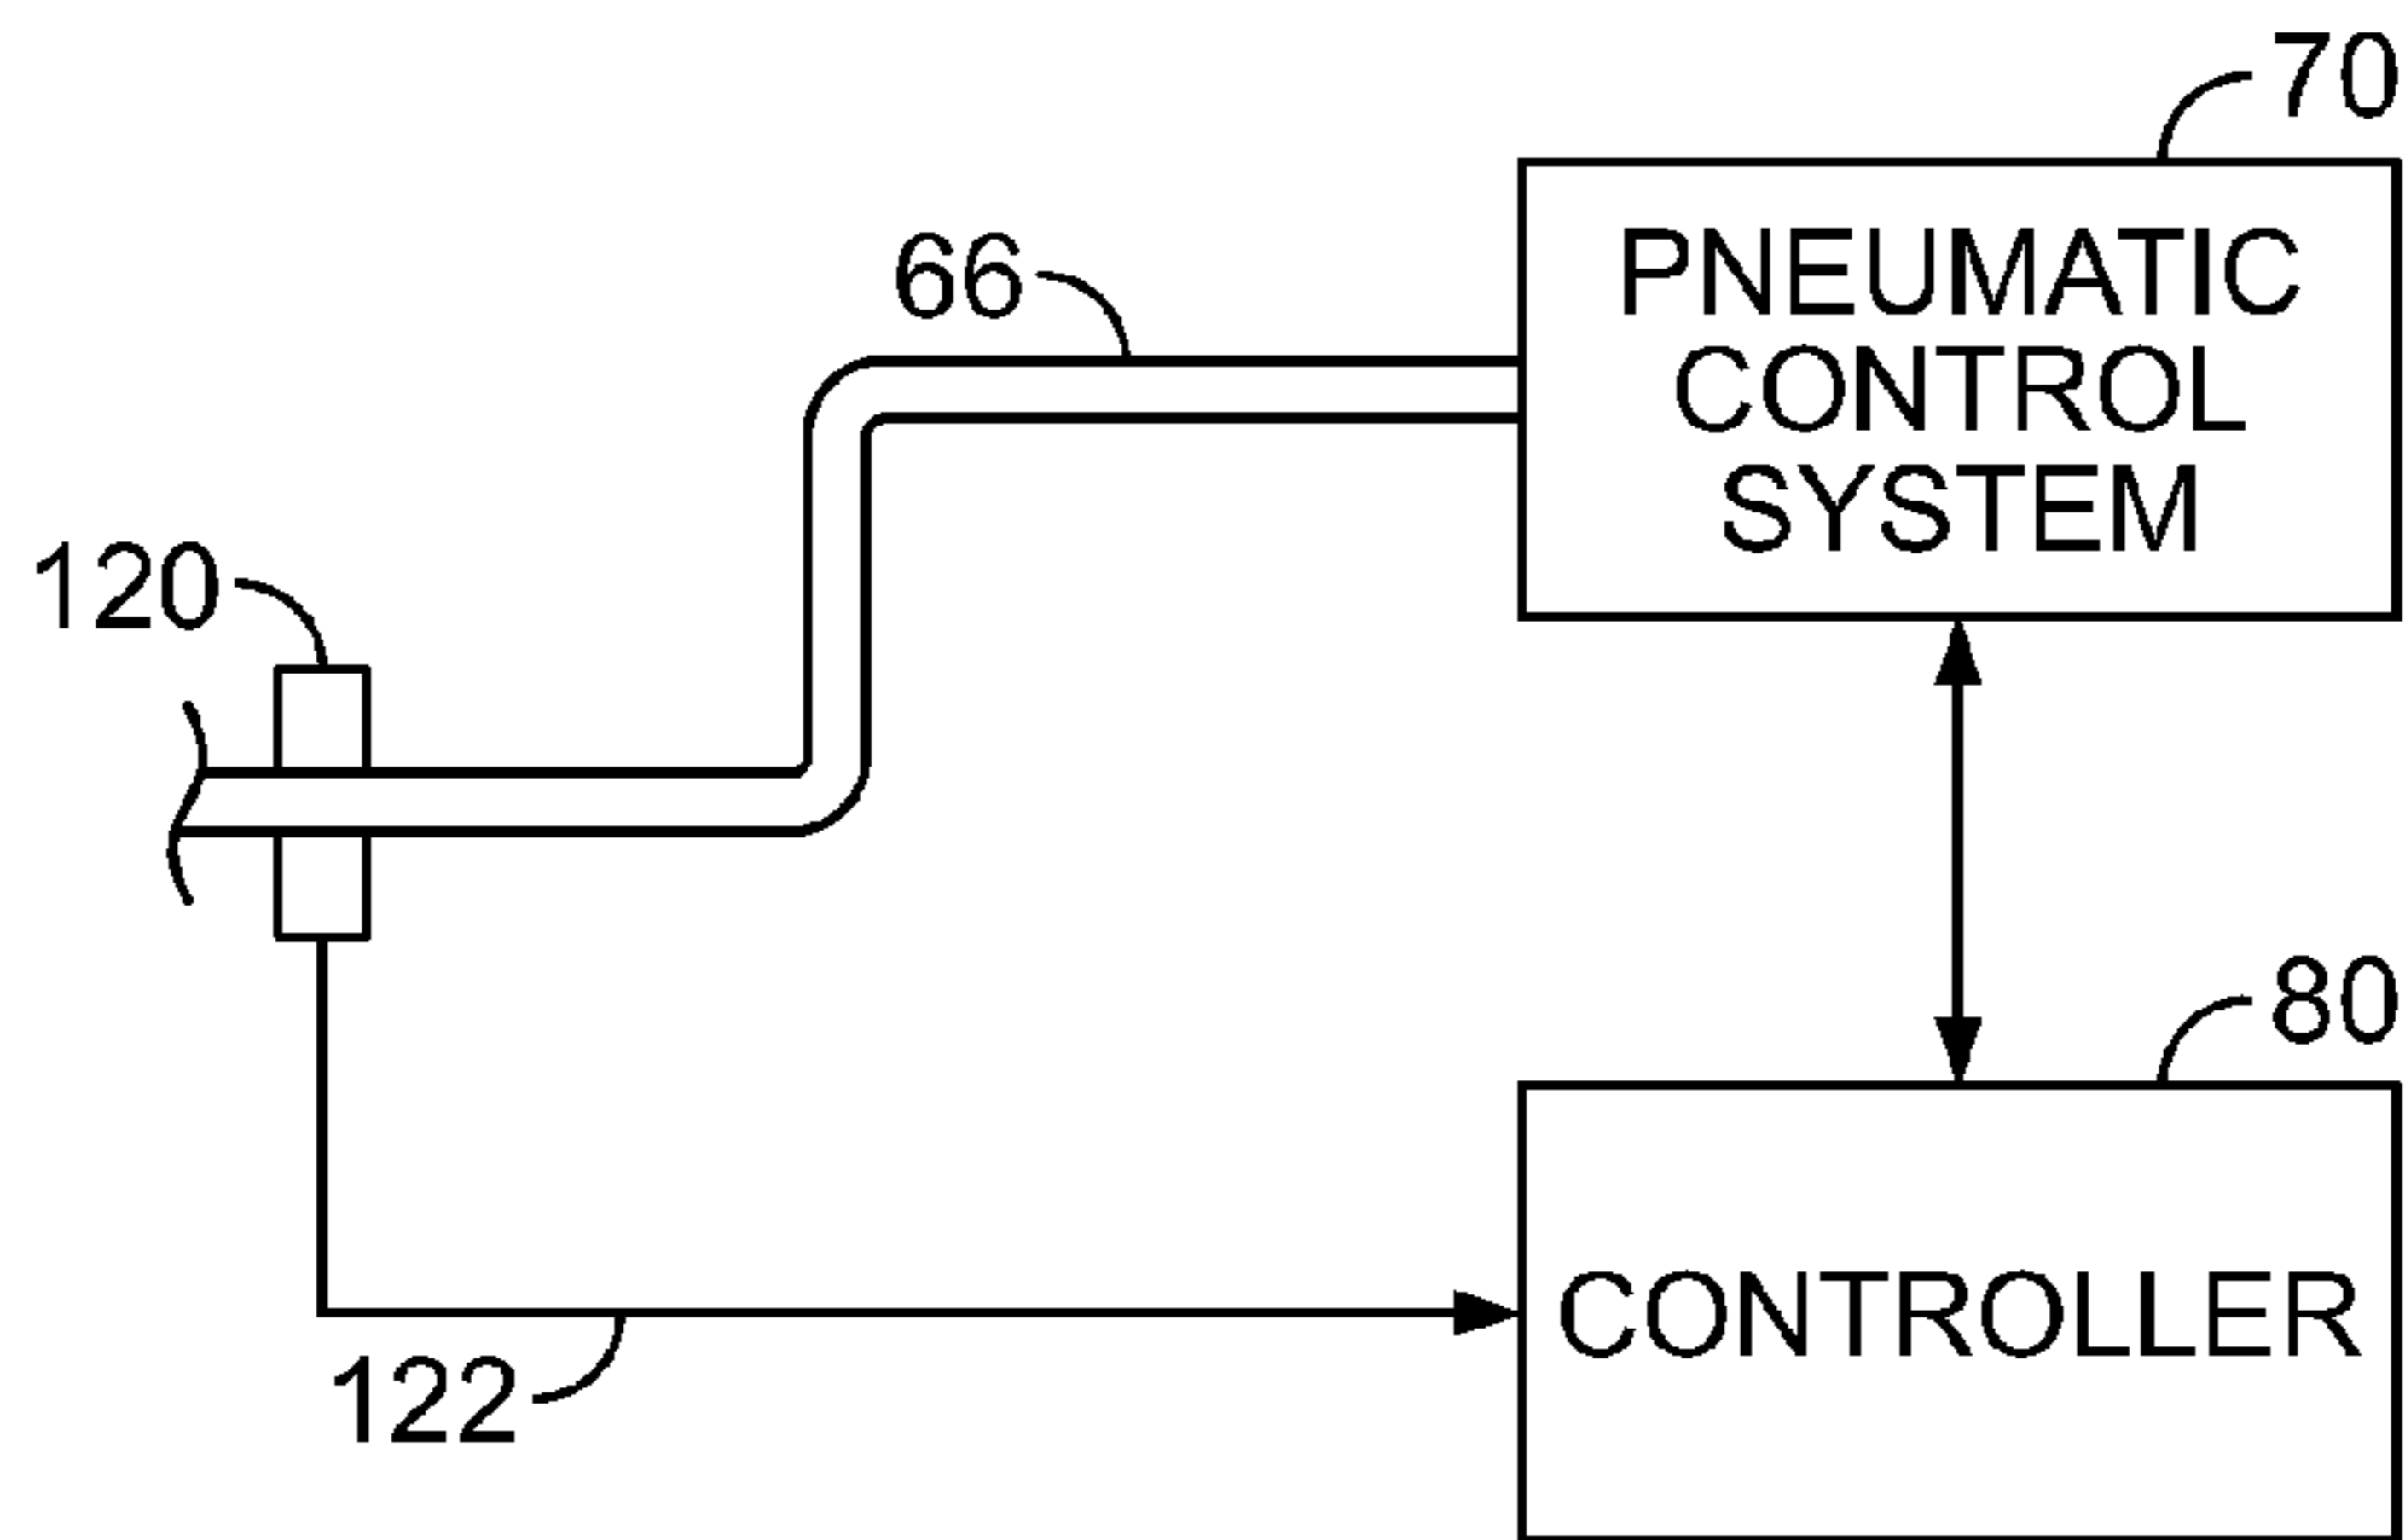 70
66
PNEUMATIC
CONTROL
SYSTEM
120
80
CONTROLLER
122